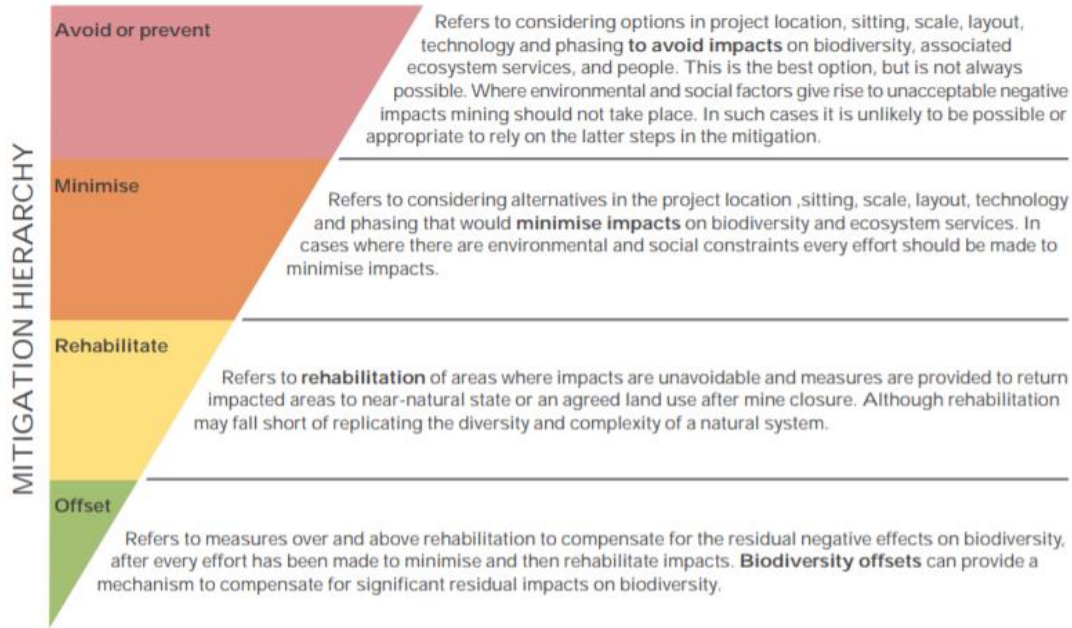 MITIGATION HIERARCHY
Avoid or prevent
Refers to considering options in project location, sitting, scale, layout,
technology and phasing to avoid impacts on biodiversity, associated
ecosystem services, and people. This is the best option, but is not always
possible. Where environmental and social factors give rise to unacceptable negative
impacts mining should not take place. In such cases it is unlikely to be possible or
appropriate to rely on the latter steps in the mitigation.
Minimise
Refers to considering alternatives in the project location ,sitting, scale, layout, technology
and phasing that would minimise impacts on biodiversity and ecosystem services. In
cases where there are environmental and social constraints every effort should be made to
minimise impacts.
Rehabilitate
Refers to rehabilitation of areas where impacts are unavoidable and measures are provided to return
impacted areas to near-natural state or an agreed land use after mine closure. Although rehabilitation
may fall short of replicating the diversity and complexity of a natural system.
Offset
Refers to measures over and above rehabilitation to compensate for the residual negative effects on biodiversity,
after every effort has been made to minimise and then rehabilitate impacts. Biodiversity offsets can provide a
mechanism to compensate for significant residual impacts on biodiversity.